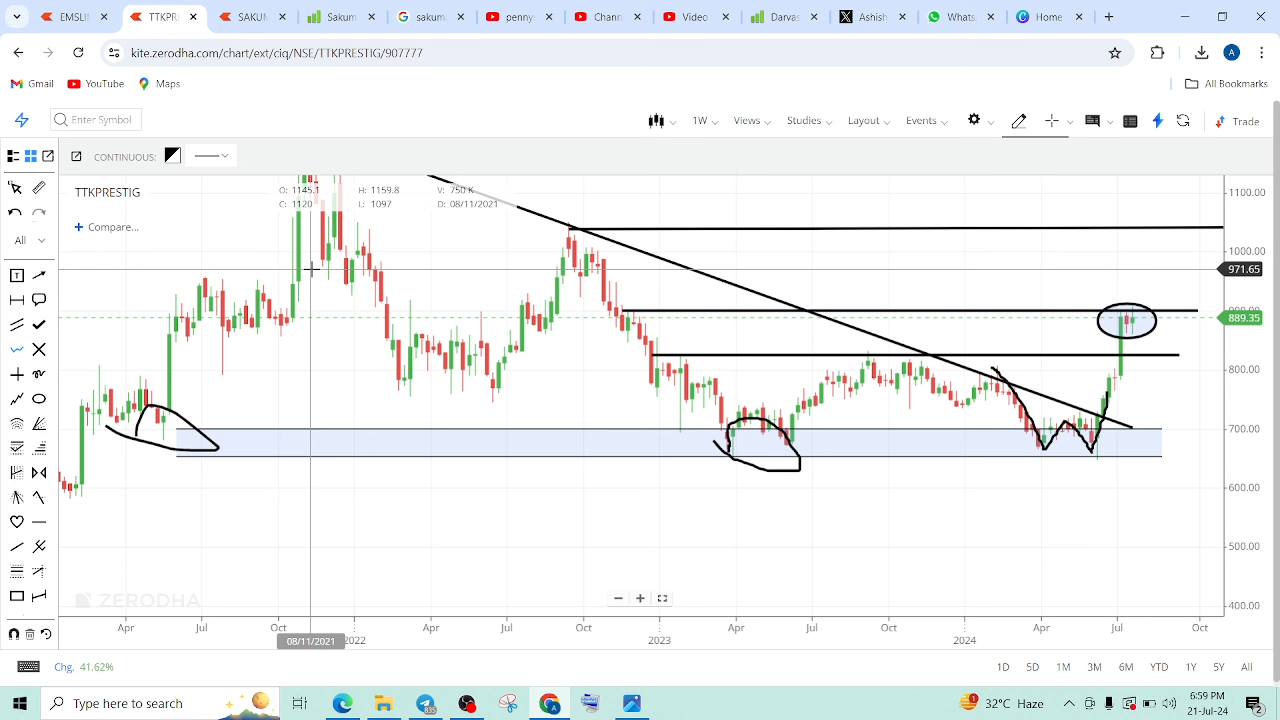 EMSLI
TTKPR
SAKU
SUMIC
Sakum
penny
Chann
Video
Darvas
Ashish
Whats
Home
kite.zerodha.com/chart/ext/ciq/NSE/TTKPRESTIG/907777
A
Gmail
YouTube
Maps
All Bookmarks
Enter Symbol
1W
Views
Studies
Layout
Events
Trade
CONTINUOUS:
TTKPRESTIG
Compare...
O: 1145.1 H: 1159.8 V: 750 K
C: 1120 L: 1097 D: 08/11/2021
All
T
1100.00
1000.00
971.65
889.35
800.00
700.00
600.00
500.00
400.00
ZERODHA
Apr Jul Oct Apr Jul Oct Apr Jul Oct Apr Jul Oct
08/11/2021 2022 2023 2024
Chg. 41.62%
1D 5D 1M 3M 6M YTD 1Y 5Y All
Type here to search
32°C Haze
6:59 PM
21-Jul-24